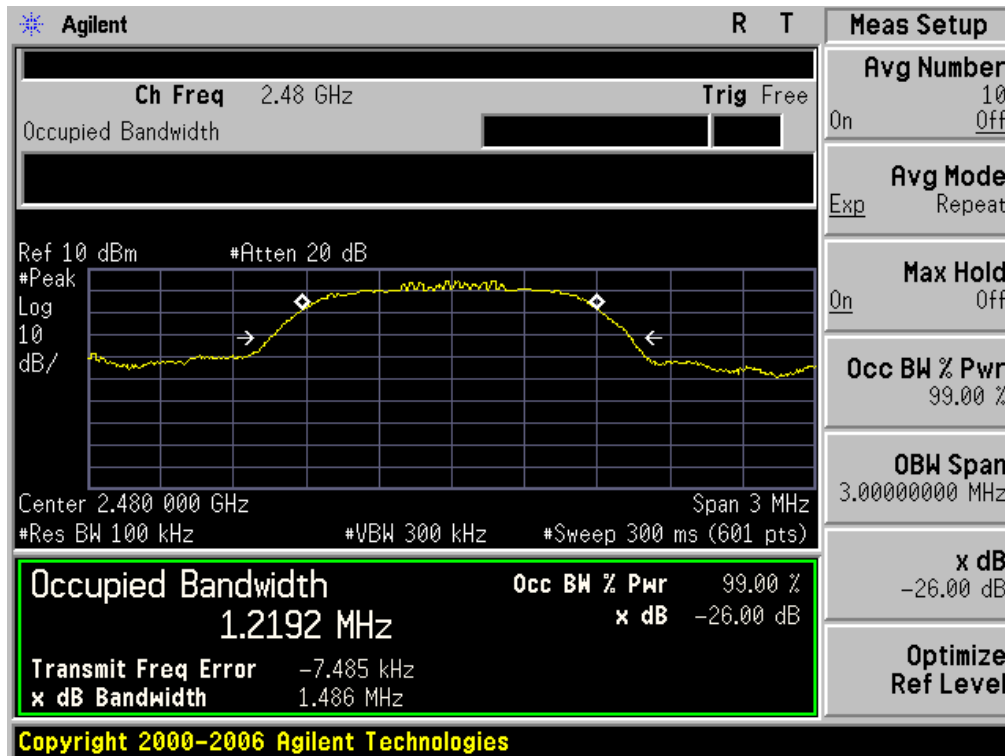 Agilent R T
Ch Freq 2.48 GHz Trig Free
Occupied Bandwidth
Ref 10 dBm #Atten 20 dB
#Peak
Log
10
dB/
Center 2.480 000 GHz Span 3 MHz
#Res BW 100 kHz #VBW 300 kHz #Sweep 300 ms (601 pts)
Occupied Bandwidth Occ BW % Pwr 99.00 %
1.2192 MHz x dB -26.00 dB
Transmit Freq Error -7.485 kHz
x dB Bandwidth 1.486 MHz
Copyright 2000-2006 Agilent Technologies
Meas Setup
Avg Number
10
On Off
Avg Mode
Exp Repeat
Max Hold
On Off
Occ BW % Pwr
99.00 %
OBW Span
3.00000000 MHz
x dB
-26.00 dB
Optimize
Ref Level